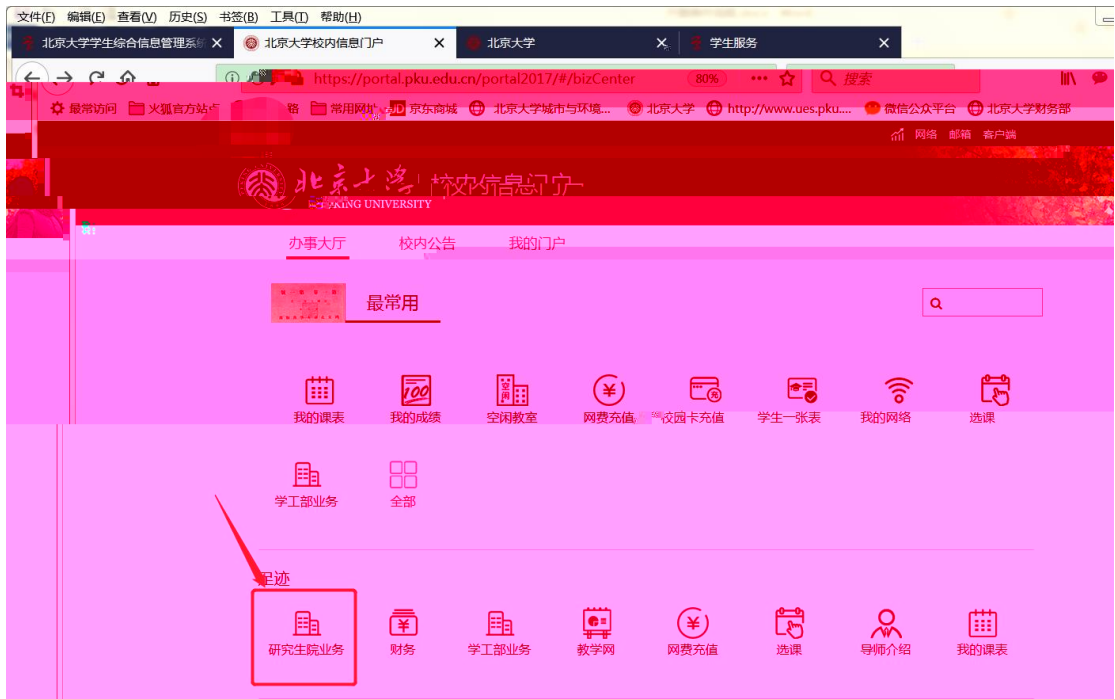 文件(F) 编辑(E) 查看(V) 历史(S) 书签(B) 工具(T) 帮助(H)
北京大学学生综合信息管理系统 北京大学校内信息门户 北京大学 学生服务
https://portal.pku.edu.cn/portal2017/#/bizCenter 80% 搜索
最常访问 火狐官方站点 常用网址 JD 京东商城 北京大学城市与环境... 北京大学 http://www.ues.pku.... 微信公众平台 北京大学财务部
网络 邮箱 客户端
北京大学 校内信息门户
PEKING UNIVERSITY
办事大厅 校内公告 我的门户
最常用
我的课表 我的成绩 空闲教室 网费充值 校园卡充值 学生一张表 我的网络 选课
学工部业务 全部
足迹
研究生院业务 财务 学工部业务 教学网 网费充值 选课 导师介绍 我的课表